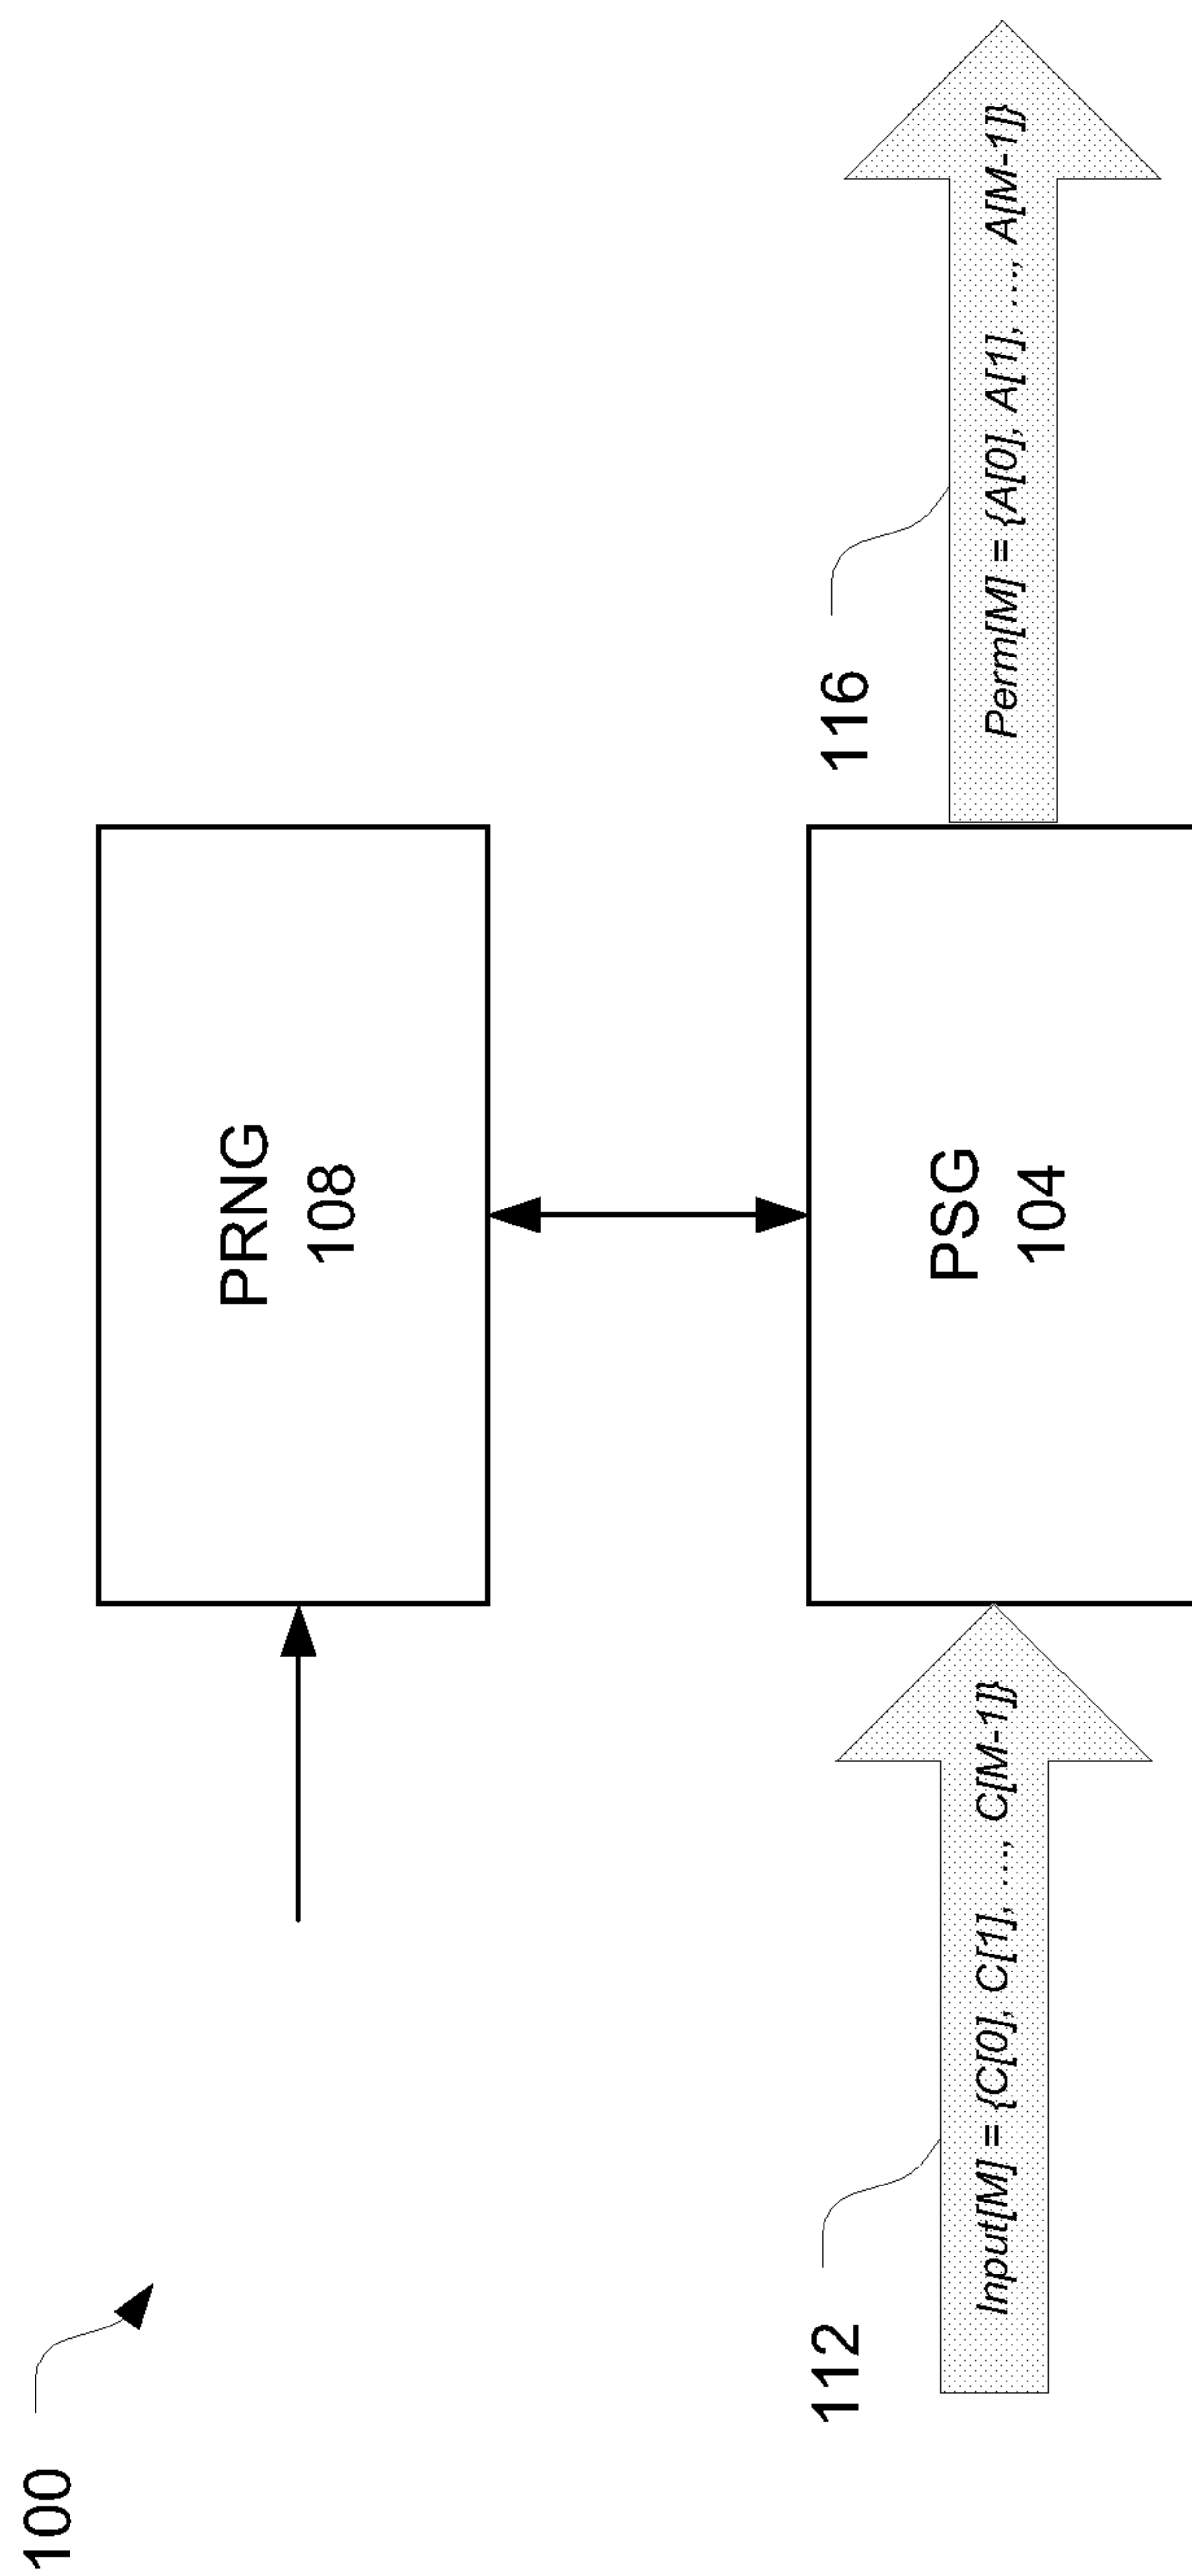 100
PRNG
108
112
Input[M] = {C[0], C[1], ..., C[M-1]}
PSG
104
116
Perm[M] = {A[0], A[1], ..., A[M-1]}